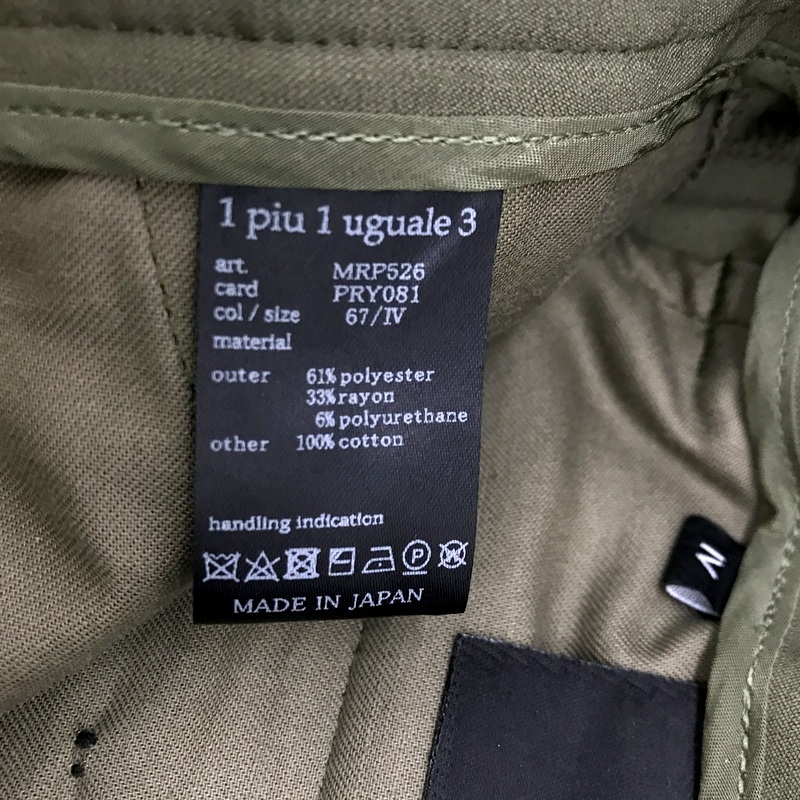 1 piu 1 uguale 3
art. MRP526
card PRY081
col / size 67/IV
material
outer 61% polyester
33% rayon
6% polyurethane
other 100% cotton
handling indication
P W
MADE IN JAPAN
IV